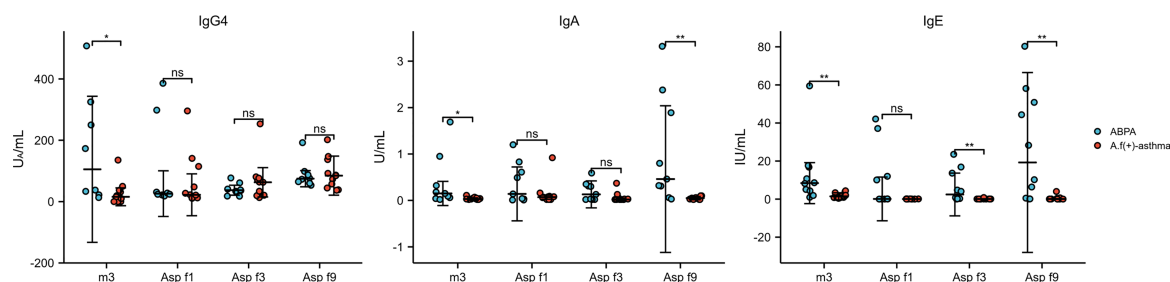 IgG4
IgA
IgE
U𝐴/mL
U/mL
IU/mL
400
200
0
-200
3
2
1
0
-1
80
60
40
20
0
-20
*
ns
ns
ns
*
ns
ns
**
**
ns
**
**
m3 Asp f1 Asp f3 Asp f9
m3 Asp f1 Asp f3 Asp f9
m3 Asp f1 Asp f3 Asp f9
ABPA
A.f(+)-asthma